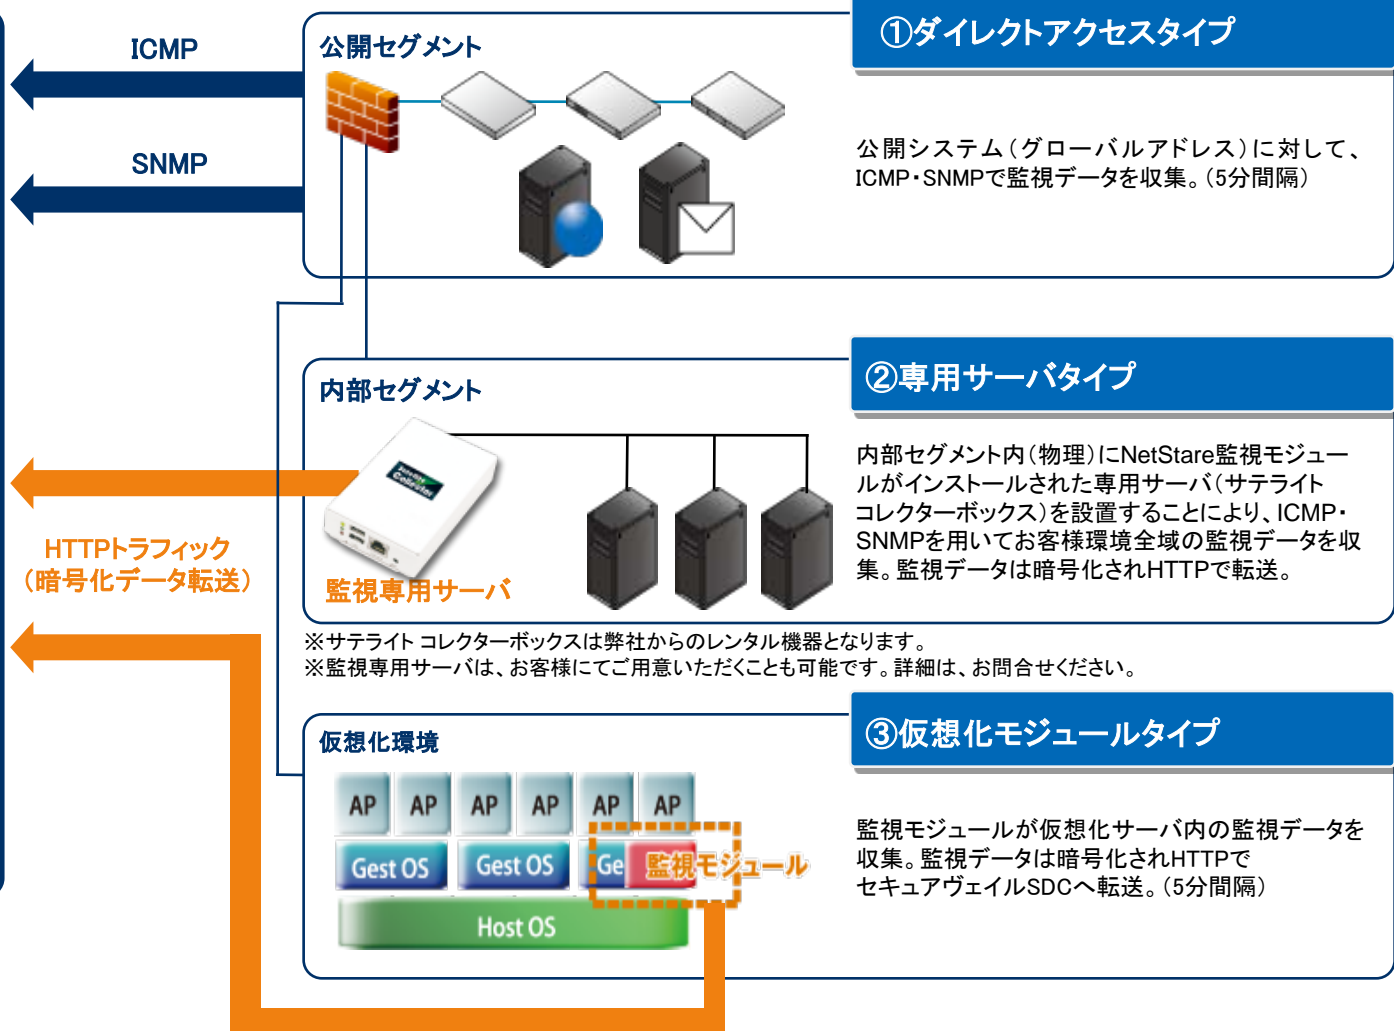 ICMP
SNMP
公開セグメント
①ダイレクトアクセスタイプ
公開システム（グローバルアドレス）に対して、
ICMP・SNMPで監視データを収集。（5分間隔）
内部セグメント
②専用サーバタイプ
内部セグメント内（物理）にNetStare監視モジュー
ルがインストールされた専用サーバ（サテライト
コレクターボックス）を設置することにより、ICMP・
SNMPを用いてお客様環境全域の監視データを収
集。監視データは暗号化されHTTPで転送。
HTTPトラフィック
（暗号化データ転送）
監視専用サーバ
※サテライト コレクターボックスは弊社からのレンタル機器となります。
※監視専用サーバは、お客様にてご用意いただくことも可能です。詳細は、お問合せください。
仮想化環境
③仮想化モジュールタイプ
監視モジュールが仮想化サーバ内の監視データを
収集。監視データは暗号化されHTTPで
セキュアヴェイルSDCへ転送。（5分間隔）
AP AP AP AP AP AP
Gest OS Gest OS Ge 監視モジュール
Host OS